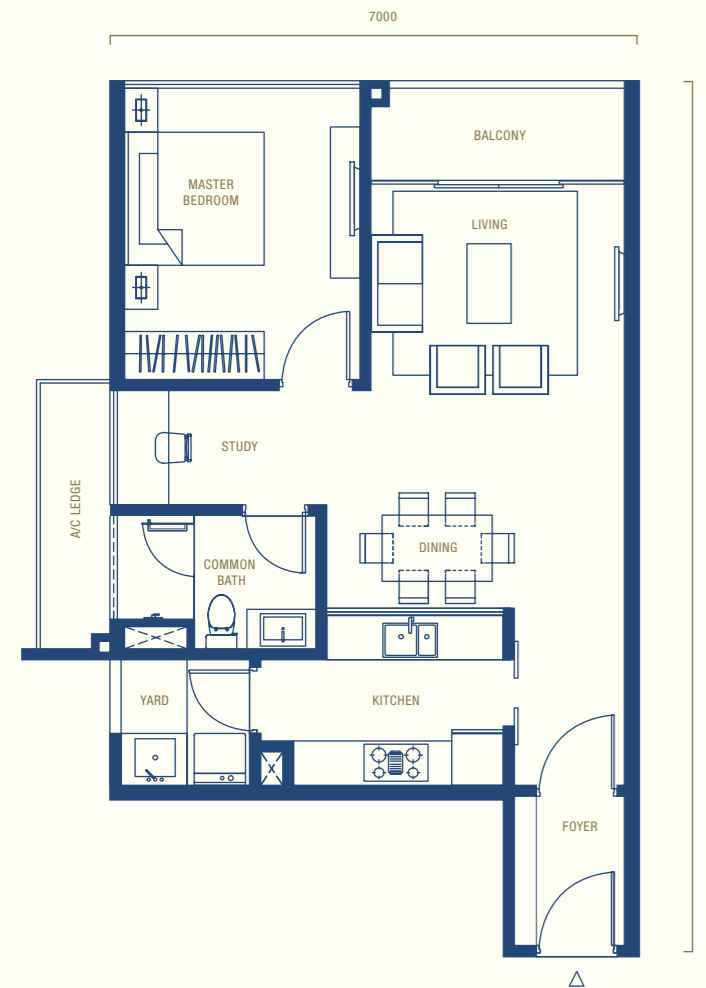 7000
BALCONY
MASTER
BEDROOM
LIVING
STUDY
A/C LEDGE
DINING
COMMON
BATH
YARD
KITCHEN
X
FOYER